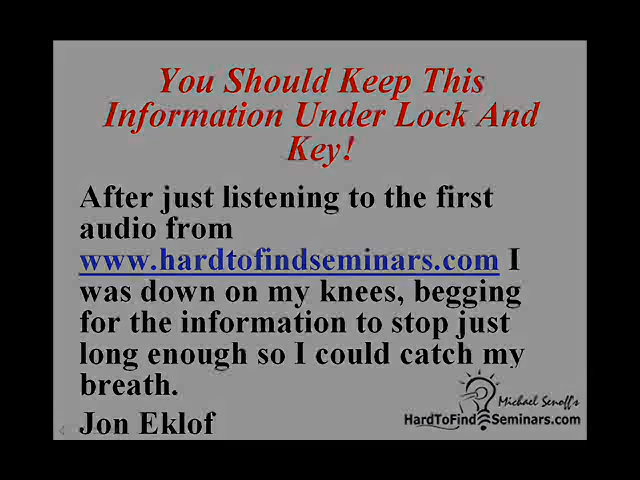 You Should Keep This
Information Under Lock And
Key!
After just listening to the first
audio from
www.hardtofindseminars.com I
was down on my knees, begging
for the information to stop just
long enough so I could catch my
breath.
Jon Eklof
Michael Senoff's
HardToFindSeminars.com